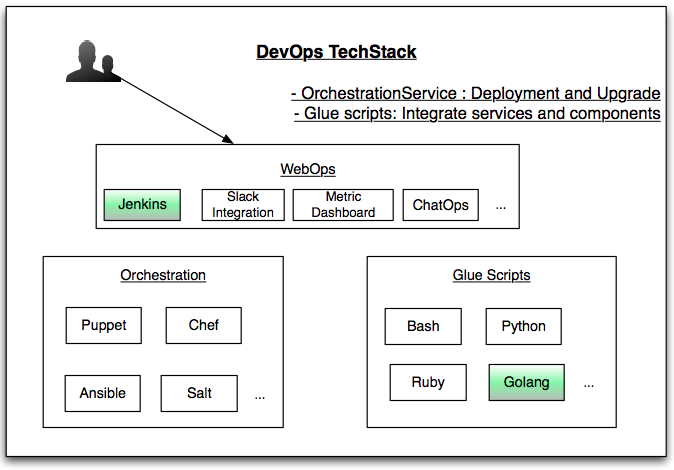 DevOps TechStack
- OrchestrationService : Deployment and Upgrade
- Glue scripts: Integrate services and components
WebOps
Jenkins
Slack
Integration
Metric
Dashboard
ChatOps
...
Orchestration
Puppet
Chef
Ansible
Salt
...
Glue Scripts
Bash
Python
Ruby
Golang
...